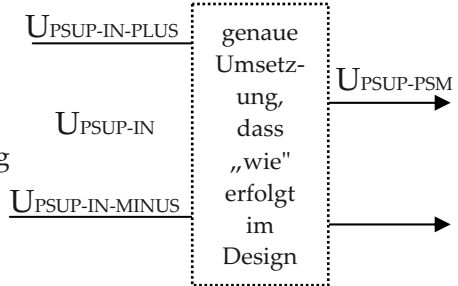 UPSUP-IN-PLUS
genaue
Umsetz-
ung,
dass
„wie"
erfolgt
im
Design
UPSUP-PSM
UPSUP-IN
g
UPSUP-IN-MINUS